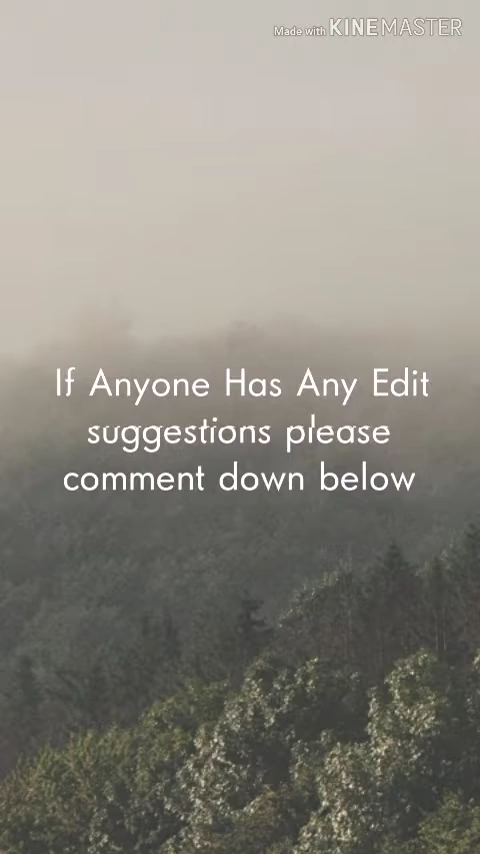 Made with KINEMASTER
If Anyone Has Any Edit
suggestions please
comment down below